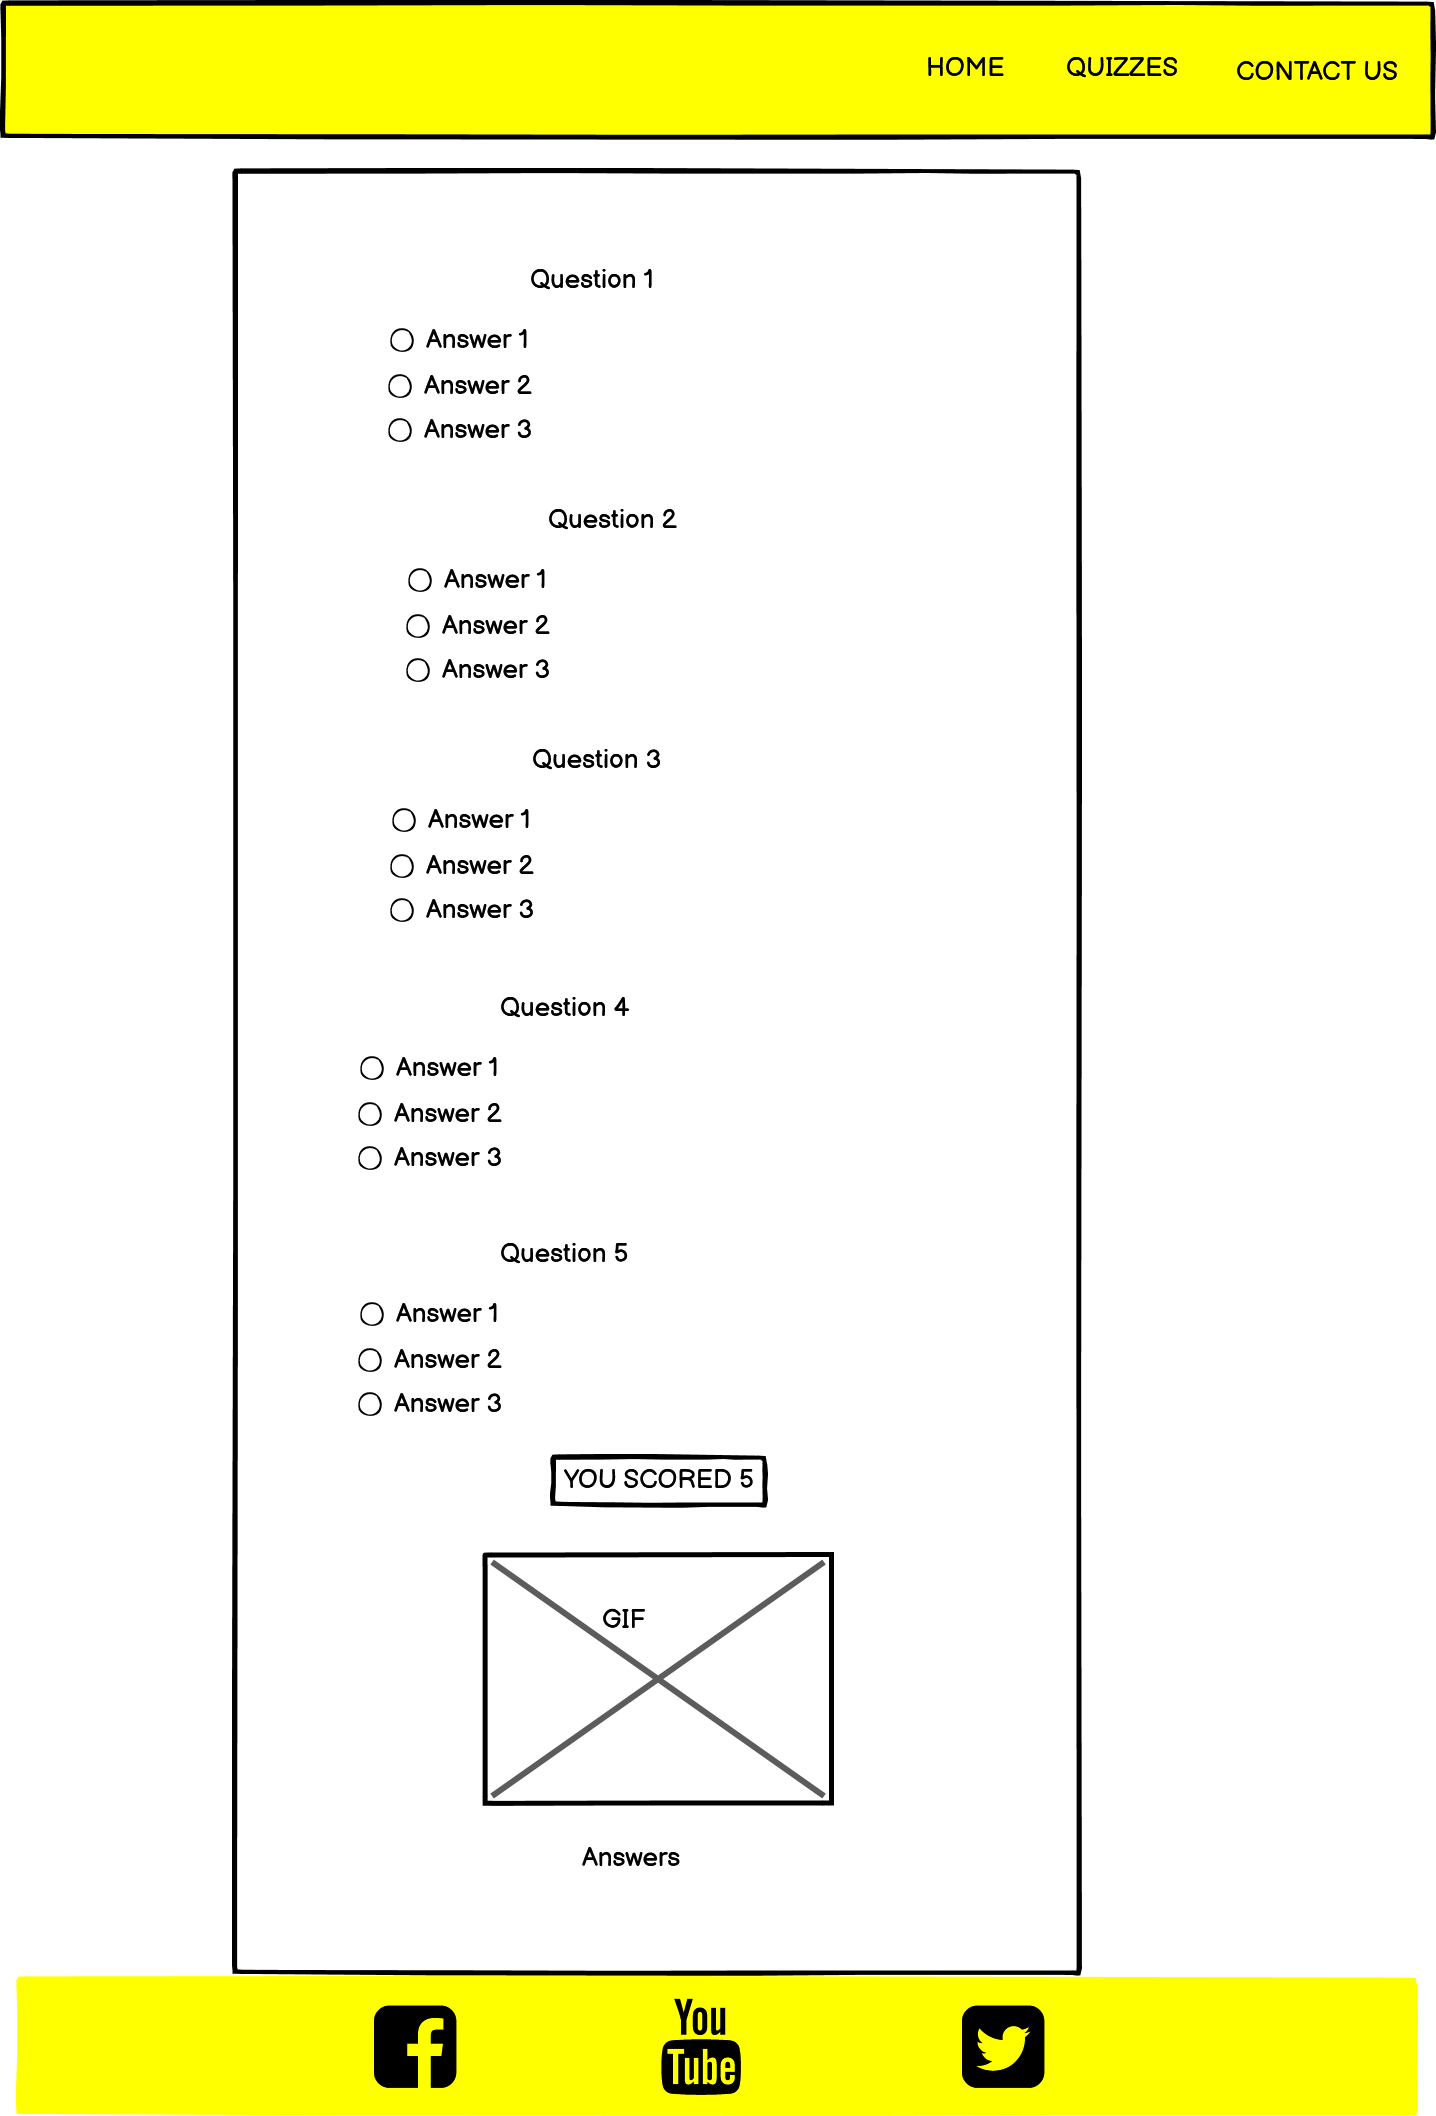 HOME QUIZZES CONTACT US
Question 1
Answer 1
Answer 2
Answer 3
Question 2
Answer 1
Answer 2
Answer 3
Question 3
Answer 1
Answer 2
Answer 3
Question 4
Answer 1
Answer 2
Answer 3
Question 5
Answer 1
Answer 2
Answer 3
YOU SCORED 5
GIF
Answers
You
Tube